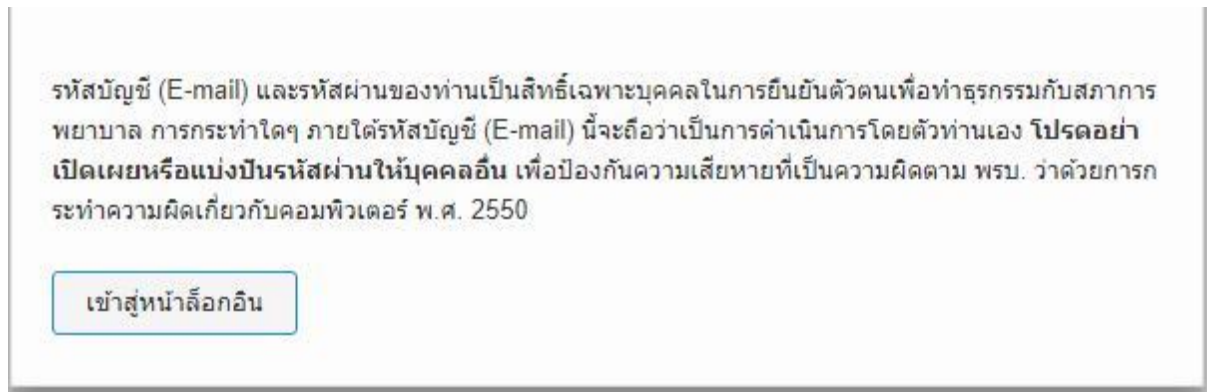 รหัสบัญชี (E-mail) และรหัสผ่านของท่านเป็นสิทธิ์เฉพาะบุคคลในการยืนยันตัวตนเพื่อทำธุรกรรมกับสภาการ
พยาบาล การกระทำใดๆ ภายใต้รหัสบัญชี (E-mail) นี้จะถือว่าเป็นการดำเนินการโดยตัวท่านเอง โปรดอย่า
เปิดเผยหรือแบ่งปันรหัสผ่านให้บุคคลอื่น เพื่อป้องกันความเสียหายที่เป็นความผิดตาม พรบ. ว่าด้วยการก
ระทำความผิดเกี่ยวกับคอมพิวเตอร์ พ.ศ. 2550
เข้าสู่หน้าล็อกอิน